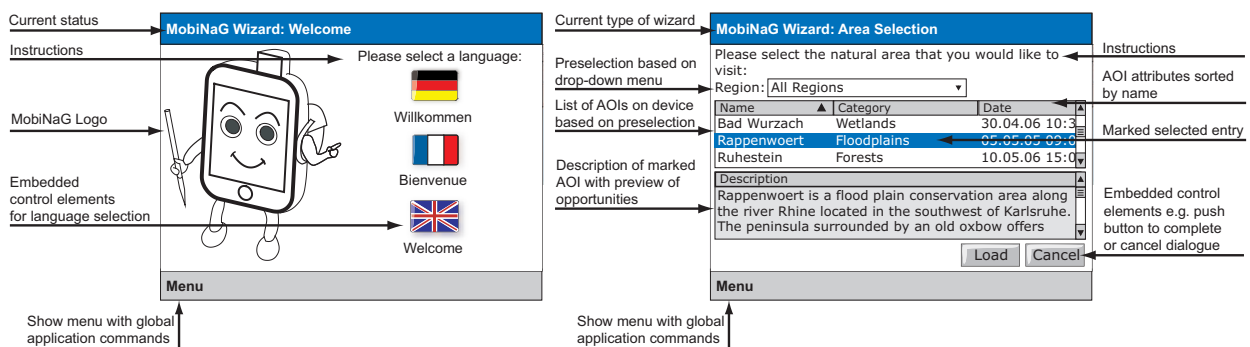 Current status
Instructions
MobiNaG Logo
Embedded
control elements
for language selection
MobiNaG Wizard: Welcome
Please select a language:
Willkommen
Bienvenue
Welcome
Menu
Show menu with global
application commands
Current type of wizard
Preselection based on
drop-down menu
List of AOIs on device
based on preselection
Description of marked
AOI with preview of
opportunities
MobiNaG Wizard: Area Selection
Please select the natural area that you would like to
visit:
Region: All Regions
Name Category Date
Bad Wurzach Wetlands 30.04.06 10:3
Rappenwoert Floodplains 05.05.05 09:0
Ruhestein Forests 10.05.06 15:0
Description
Rappenwoert is a flood plain conservation area along
the river Rhine located in the southwest of Karlsruhe.
The peninsula surrounded by an old oxbow offers
Load Cancel
Menu
Show menu with global
application commands
Instructions
AOI attributes sorted
by name
Marked selected entry
Embedded control
elements e.g. push
button to complete
or cancel dialogue